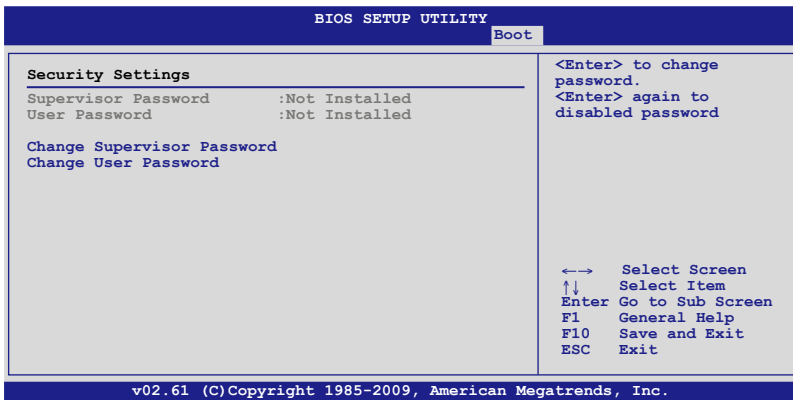 BIOS SETUP UTILITY
Boot
Security Settings
Supervisor Password :Not Installed
User Password :Not Installed
Change Supervisor Password
Change User Password
<Enter> to change
password.
<Enter> again to
disabled password
←→ Select Screen
↑↓ Select Item
Enter Go to Sub Screen
F1 General Help
F10 Save and Exit
ESC Exit
v02.61 (C)Copyright 1985-2009, American Megatrends, Inc.